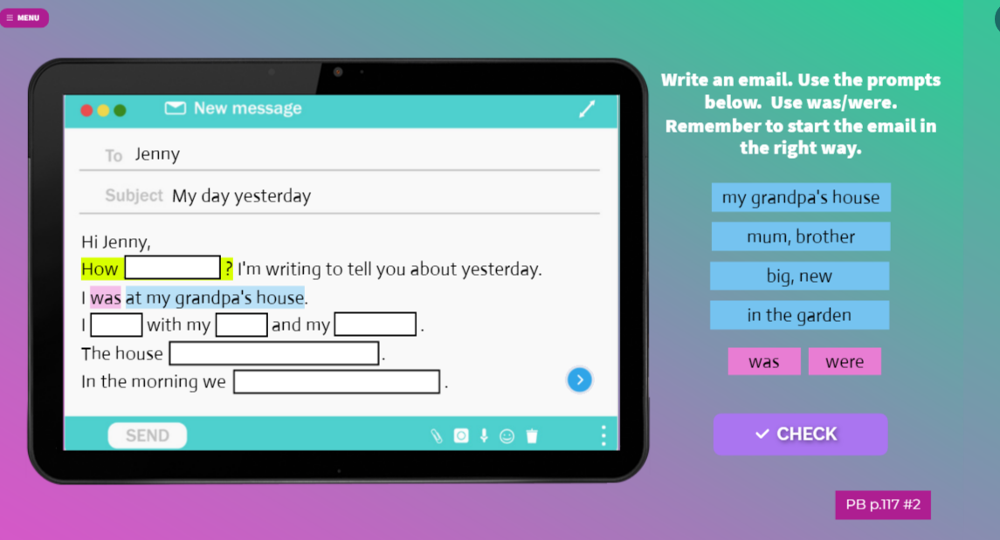 MENU
New message
To Jenny
Subject My day yesterday
Hi Jenny,
How ? I'm writing to tell you about yesterday.
I was at my grandpa's house.
I with my and my .
The house .
In the morning we .
SEND
Write an email. Use the prompts
below. Use was/were.
Remember to start the email in
the right way.
my grandpa's house
mum, brother
big, new
in the garden
was were
CHECK
PB p.117 #2